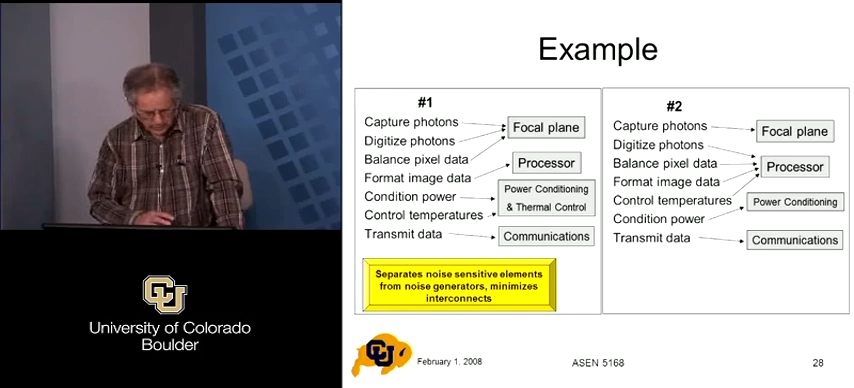 Example
#1
Capture photons
Digitize photons
Balance pixel data
Format image data
Condition power
Control temperatures
Transmit data
Focal plane
Processor
Power Conditioning
& Thermal Control
Communications
Separates noise sensitive elements
from noise generators, minimizes
interconnects
#2
Capture photons
Digitize photons
Balance pixel data
Format image data
Control temperatures
Condition power
Transmit data
Focal plane
Processor
Power Conditioning
Communications
CU
University of Colorado
Boulder
CU
February 1, 2008
ASEN 5168
28